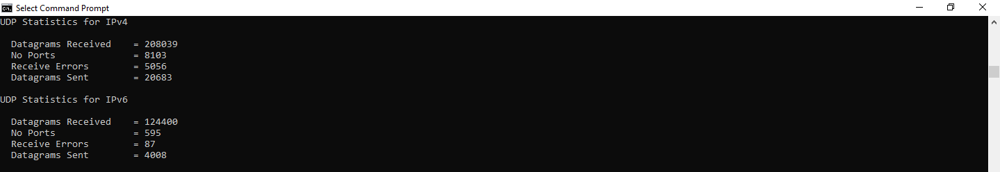 Select Command Prompt
UDP Statistics for IPv4
Datagrams Received = 208039
No Ports = 8103
Receive Errors = 5056
Datagrams Sent = 20683
UDP Statistics for IPv6
Datagrams Received = 124400
No Ports = 595
Receive Errors = 87
Datagrams Sent = 4008